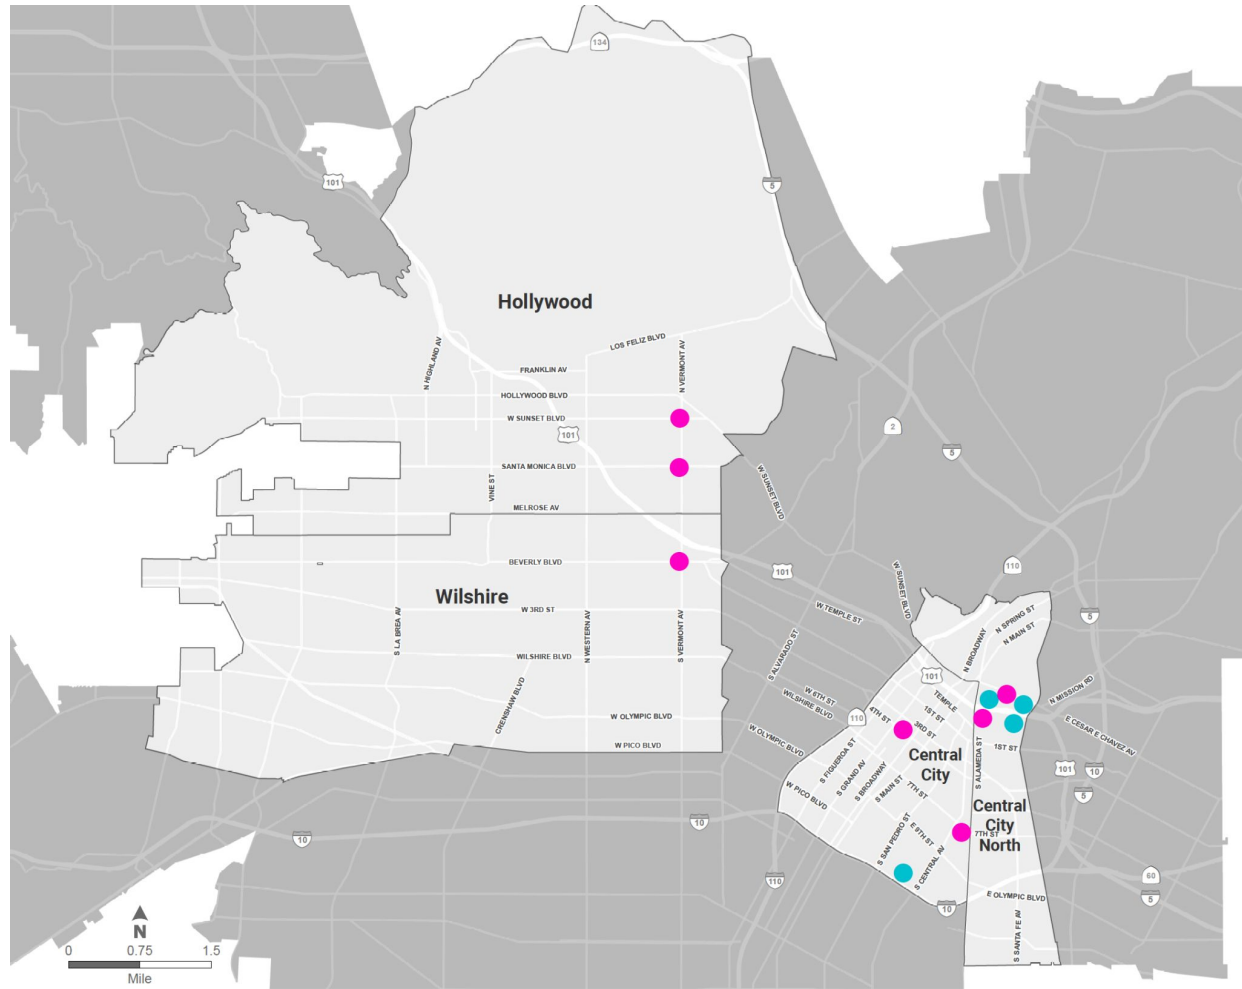 134
101
5
Hollywood
LOS FELIZ BLVD
N HIGHLAND AV
N VERMONT AV
FRANKLIN AV
HOLLYWOOD BLVD
W SUNSET BLVD
101
2
5
SANTA MONICA BLVD
VINE ST
W SUNSET BLVD
MELROSE AV
BEVERLY BLVD
101
W SUNSET BLVD
110
Wilshire
W 3RD ST
W TEMPLE ST
S LA BREA AV
N WESTERN AV
S VERMONT AV
S ALVARADO ST
N BROADWAY
N SPRING ST
N MAIN ST
5
WILSHIRE BLVD
CRENSHAW BLVD
W 6TH ST
WILSHIRE BLVD
101
TEMPLE
1ST ST
N MISSION RD
W OLYMPIC BLVD
110
4TH ST
3RD ST
E CESAR E CHAVEZ AV
W PICO BLVD
W OLYMPIC BLVD
1ST ST
S FIGUEROA ST
S GRAND AV
S BROADWAY
S MAIN ST
Central
City
S ALAMEDA ST
101
10
5
W PICO BLVD
7TH ST
Central
City
North
10
10
S SAN PEDRO ST
E 9TH ST
7TH ST
S CENTRAL AV
110
60
5
E OLYMPIC BLVD
10
S SANTA FE AV
N
0
0.75
1.5
Mile